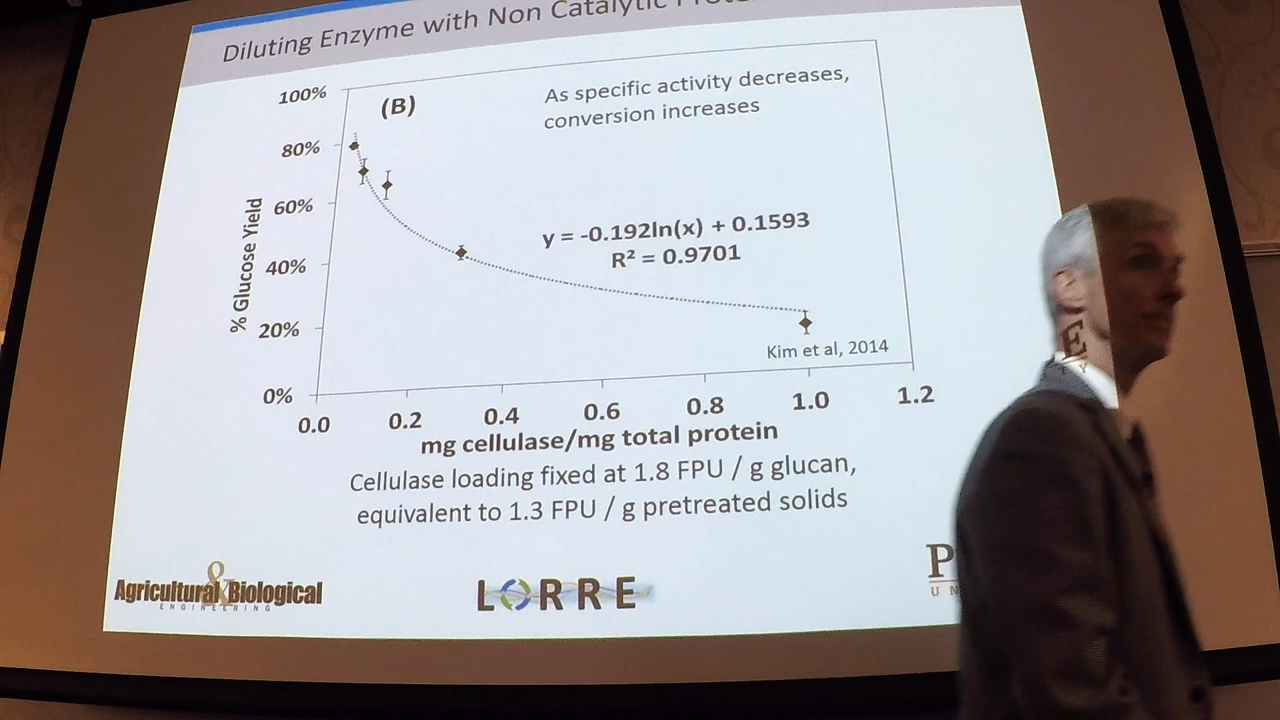 Diluting Enzyme with Non Catalytic
100%
(B)
As specific activity decreases,
conversion increases
80%
60%
y = -0.192ln(x) + 0.1593
R² = 0.9701
% Glucose Yield
40%
20%
Kim et al, 2014
0%
0.0 0.2 0.4 0.6 0.8 1.0 1.2
mg cellulase/mg total protein
Cellulase loading fixed at 1.8 FPU / g glucan,
equivalent to 1.3 FPU / g pretreated solids
Agricultural & Biological
ENGINEERING
LORRE